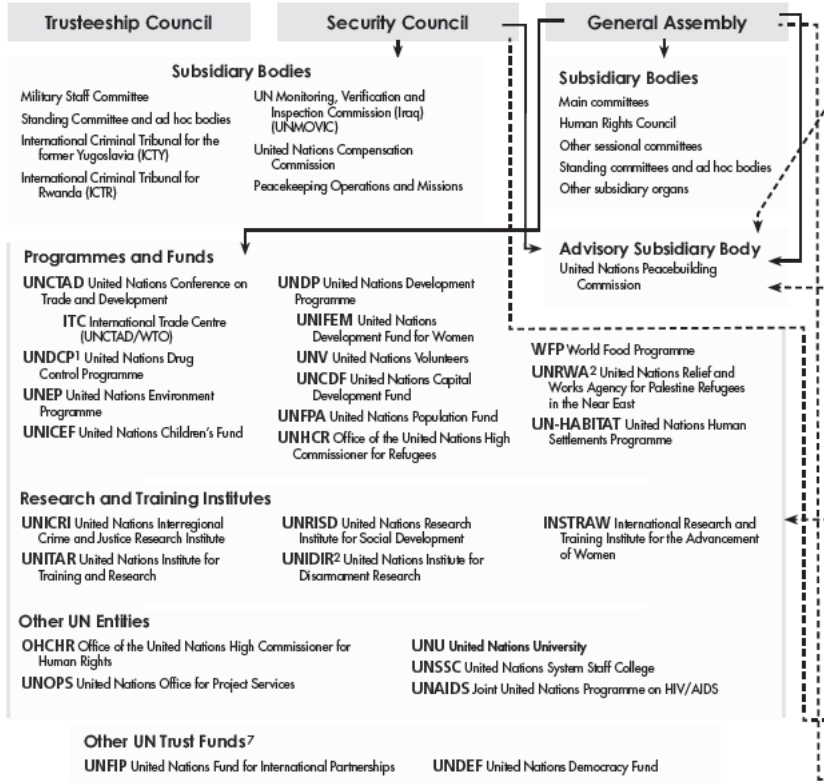 Trusteeship Council
Security Council
General Assembly
Subsidiary Bodies
Military Staff Committee
Standing Committee and ad hoc bodies
International Criminal Tribunal for the
former Yugoslavia (ICTY)
International Criminal Tribunal for
Rwanda (ICTR)
UN Monitoring, Verification and
Inspection Commission (Iraq)
(UNMOVIC)
United Nations Compensation
Commission
Peacekeeping Operations and Missions
Subsidiary Bodies
Main committees
Human Rights Council
Other sessional committees
Standing committees and ad hoc bodies
Other subsidiary organs
Advisory Subsidiary Body
United Nations Peacebuilding
Commission
Programmes and Funds
UNCTAD United Nations Conference on
Trade and Development
ITC International Trade Centre
(UNCTAD/WTO)
UNDCP1 United Nations Drug
Control Programme
UNEP United Nations Environment
Programme
UNICEF United Nations Children's Fund
UNDP United Nations Development
Programme
UNIFEM United Nations
Development Fund for Women
UNV United Nations Volunteers
UNCDF United Nations Capital
Development Fund
UNFPA United Nations Population Fund
UNHCR Office of the United Nations High
Commissioner for Refugees
WFP World Food Programme
UNRWA2 United Nations Relief and
Works Agency for Palestine Refugees
in the Near East
UN-HABITAT United Nations Human
Settlements Programme
Research and Training Institutes
UNICRI United Nations Interregional
Crime and Justice Research Institute
UNITAR United Nations Institute for
Training and Research
UNRISD United Nations Research
Institute for Social Development
UNIDIR2 United Nations Institute for
Disarmament Research
INSTRAW International Research and
Training Institute for the Advancement
of Women
Other UN Entities
OHCHR Office of the United Nations High Commissioner for
Human Rights
UNOPS United Nations Office for Project Services
UNU United Nations University
UNSSC United Nations System Staff College
UNAIDS Joint United Nations Programme on HIV/AIDS
Other UN Trust Funds7
UNFIP United Nations Fund for International Partnerships
UNDEF United Nations Democracy Fund